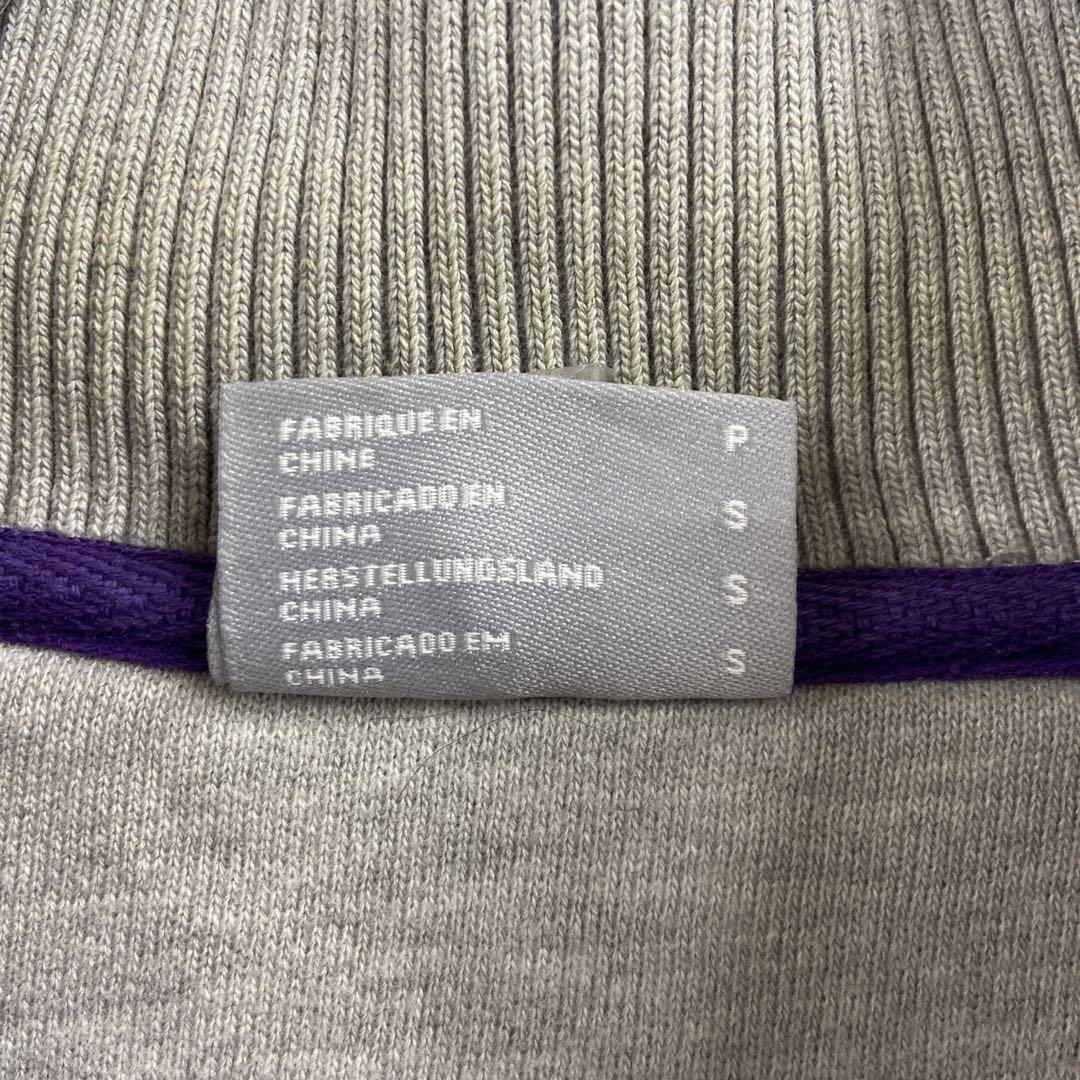 FABRIQUE EN P
CHINE
FABRICADO EN S
CHINA
HERSTELLUNGSLAND S
CHINA
FABRICADO EM S
CHINA